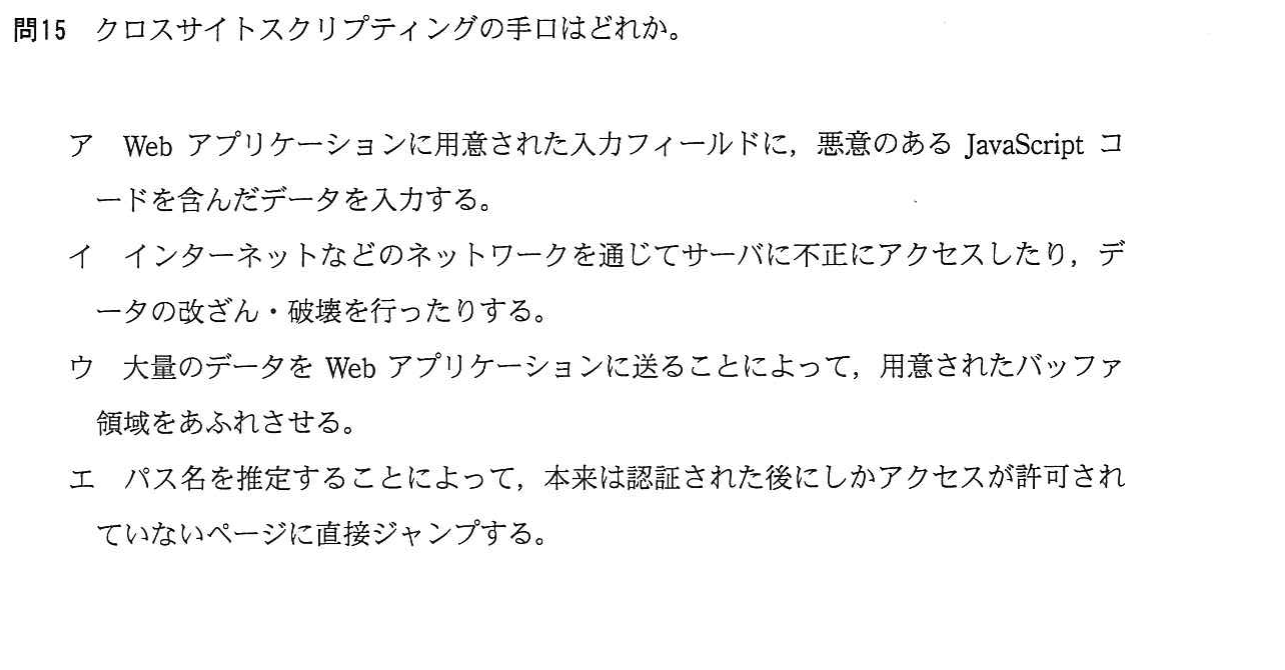 問15 クロスサイトスクリプティングの手口はどれか。
ア Web アプリケーションに用意された入力フィールドに，悪意のある JavaScript コ
ードを含んだデータを入力する。
イ インターネットなどのネットワークを通じてサーバに不正にアクセスしたり，デ
ータの改ざん・破壊を行ったりする。
ウ 大量のデータを Web アプリケーションに送ることによって，用意されたバッファ
領域をあふれさせる。
エ パス名を推定することによって，本来は認証された後にしかアクセスが許可され
ていないページに直接ジャンプする。